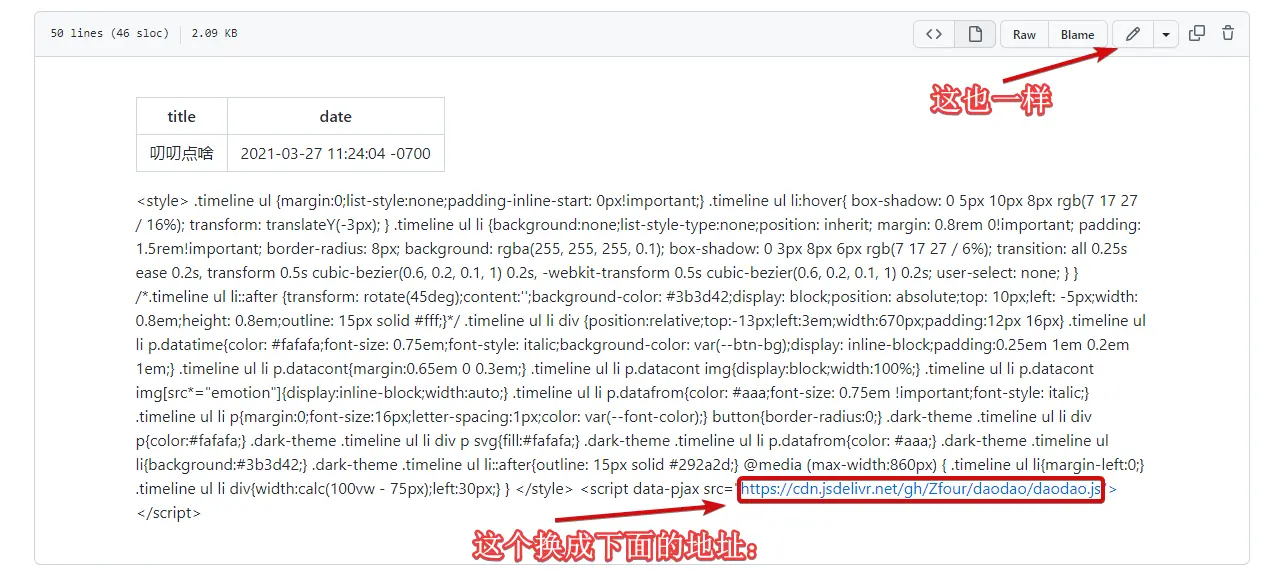 50 lines (46 sloc) 2.09 KB
Raw Blame
这也一样
title date
叨叨点啥 2021-03-27 11:24:04 -0700
<style> .timeline ul {margin:0;list-style:none;padding-inline-start: 0px!important;} .timeline ul li:hover{ box-shadow: 0 5px 10px 8px rgb(7 17 27
/ 16%); transform: translateY(-3px); } .timeline ul li {background:none;list-style-type:none;position: inherit; margin: 0.8rem 0!important; padding:
1.5rem!important; border-radius: 8px; background: rgba(255, 255, 255, 0.1); box-shadow: 0 3px 8px 6px rgb(7 17 27 / 6%); transition: all 0.25s
ease 0.2s, transform 0.5s cubic-bezier(0.6, 0.2, 0.1, 1) 0.2s, -webkit-transform 0.5s cubic-bezier(0.6, 0.2, 0.1, 1) 0.2s; user-select: none; } }
/*.timeline ul li::after {transform: rotate(45deg);content:'';background-color: #3b3d42;display: block;position: absolute;top: 10px;left: -5px;width:
0.8em;height: 0.8em;outline: 15px solid #fff;}*/ .timeline ul li div {position:relative;top:-13px;left:3em;width:670px;padding:12px 16px} .timeline ul
li p.datatime{color: #fafafa;font-size: 0.75em;font-style: italic;background-color: var(--btn-bg);display: inline-block;padding:0.25em 1em 0.2em
1em;} .timeline ul li p.datacont{margin:0.65em 0 0.3em;} .timeline ul li p.datacont img{display:block;width:100%;} .timeline ul li p.datacont
img[src*="emotion"]{display:inline-block;width:auto;} .timeline ul li p.datafrom{color: #aaa;font-size: 0.75em !important;font-style: italic;}
.timeline ul li p{margin:0;font-size:16px;letter-spacing:1px;color: var(--font-color);} button{border-radius:0;} .dark-theme .timeline ul li div
p{color:#fafafa;} .dark-theme .timeline ul li div p svg{fill:#fafafa;} .dark-theme .timeline ul li p.datafrom{color: #aaa;} .dark-theme .timeline ul
li{background:#3b3d42;} .dark-theme .timeline ul li::after{outline: 15px solid #292a2d;} @media (max-width:860px) { .timeline ul li{margin-left:0;}
.timeline ul li div{width:calc(100vw - 75px);left:30px;} } </style> <script data-pjax src="https://cdn.jsdelivr.net/gh/Zfour/daodao/daodao.js">
</script>
这个换成下面的地址: